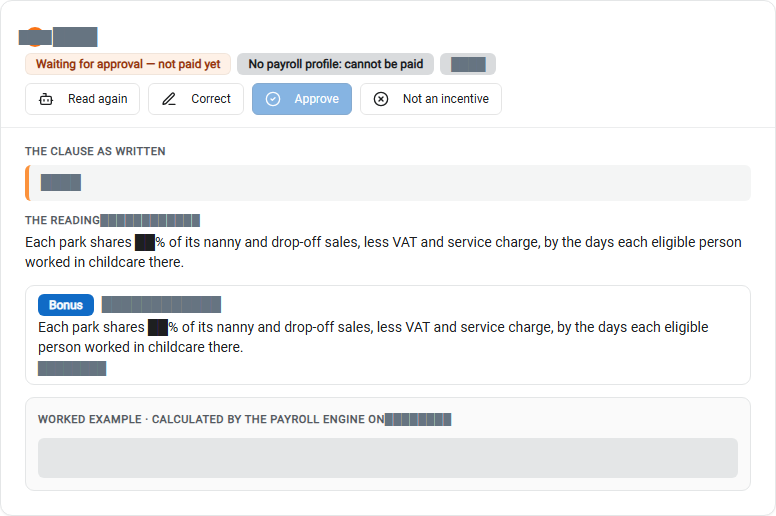 Waiting for approval — not paid yet
No payroll profile: cannot be paid
Read again
Correct
Approve
Not an incentive
THE CLAUSE AS WRITTEN
THE READING
Each park shares % of its nanny and drop-off sales, less VAT and service charge, by the days each eligible person
worked in childcare there.
Bonus
Each park shares % of its nanny and drop-off sales, less VAT and service charge, by the days each eligible
person worked in childcare there.
WORKED EXAMPLE · CALCULATED BY THE PAYROLL ENGINE ON